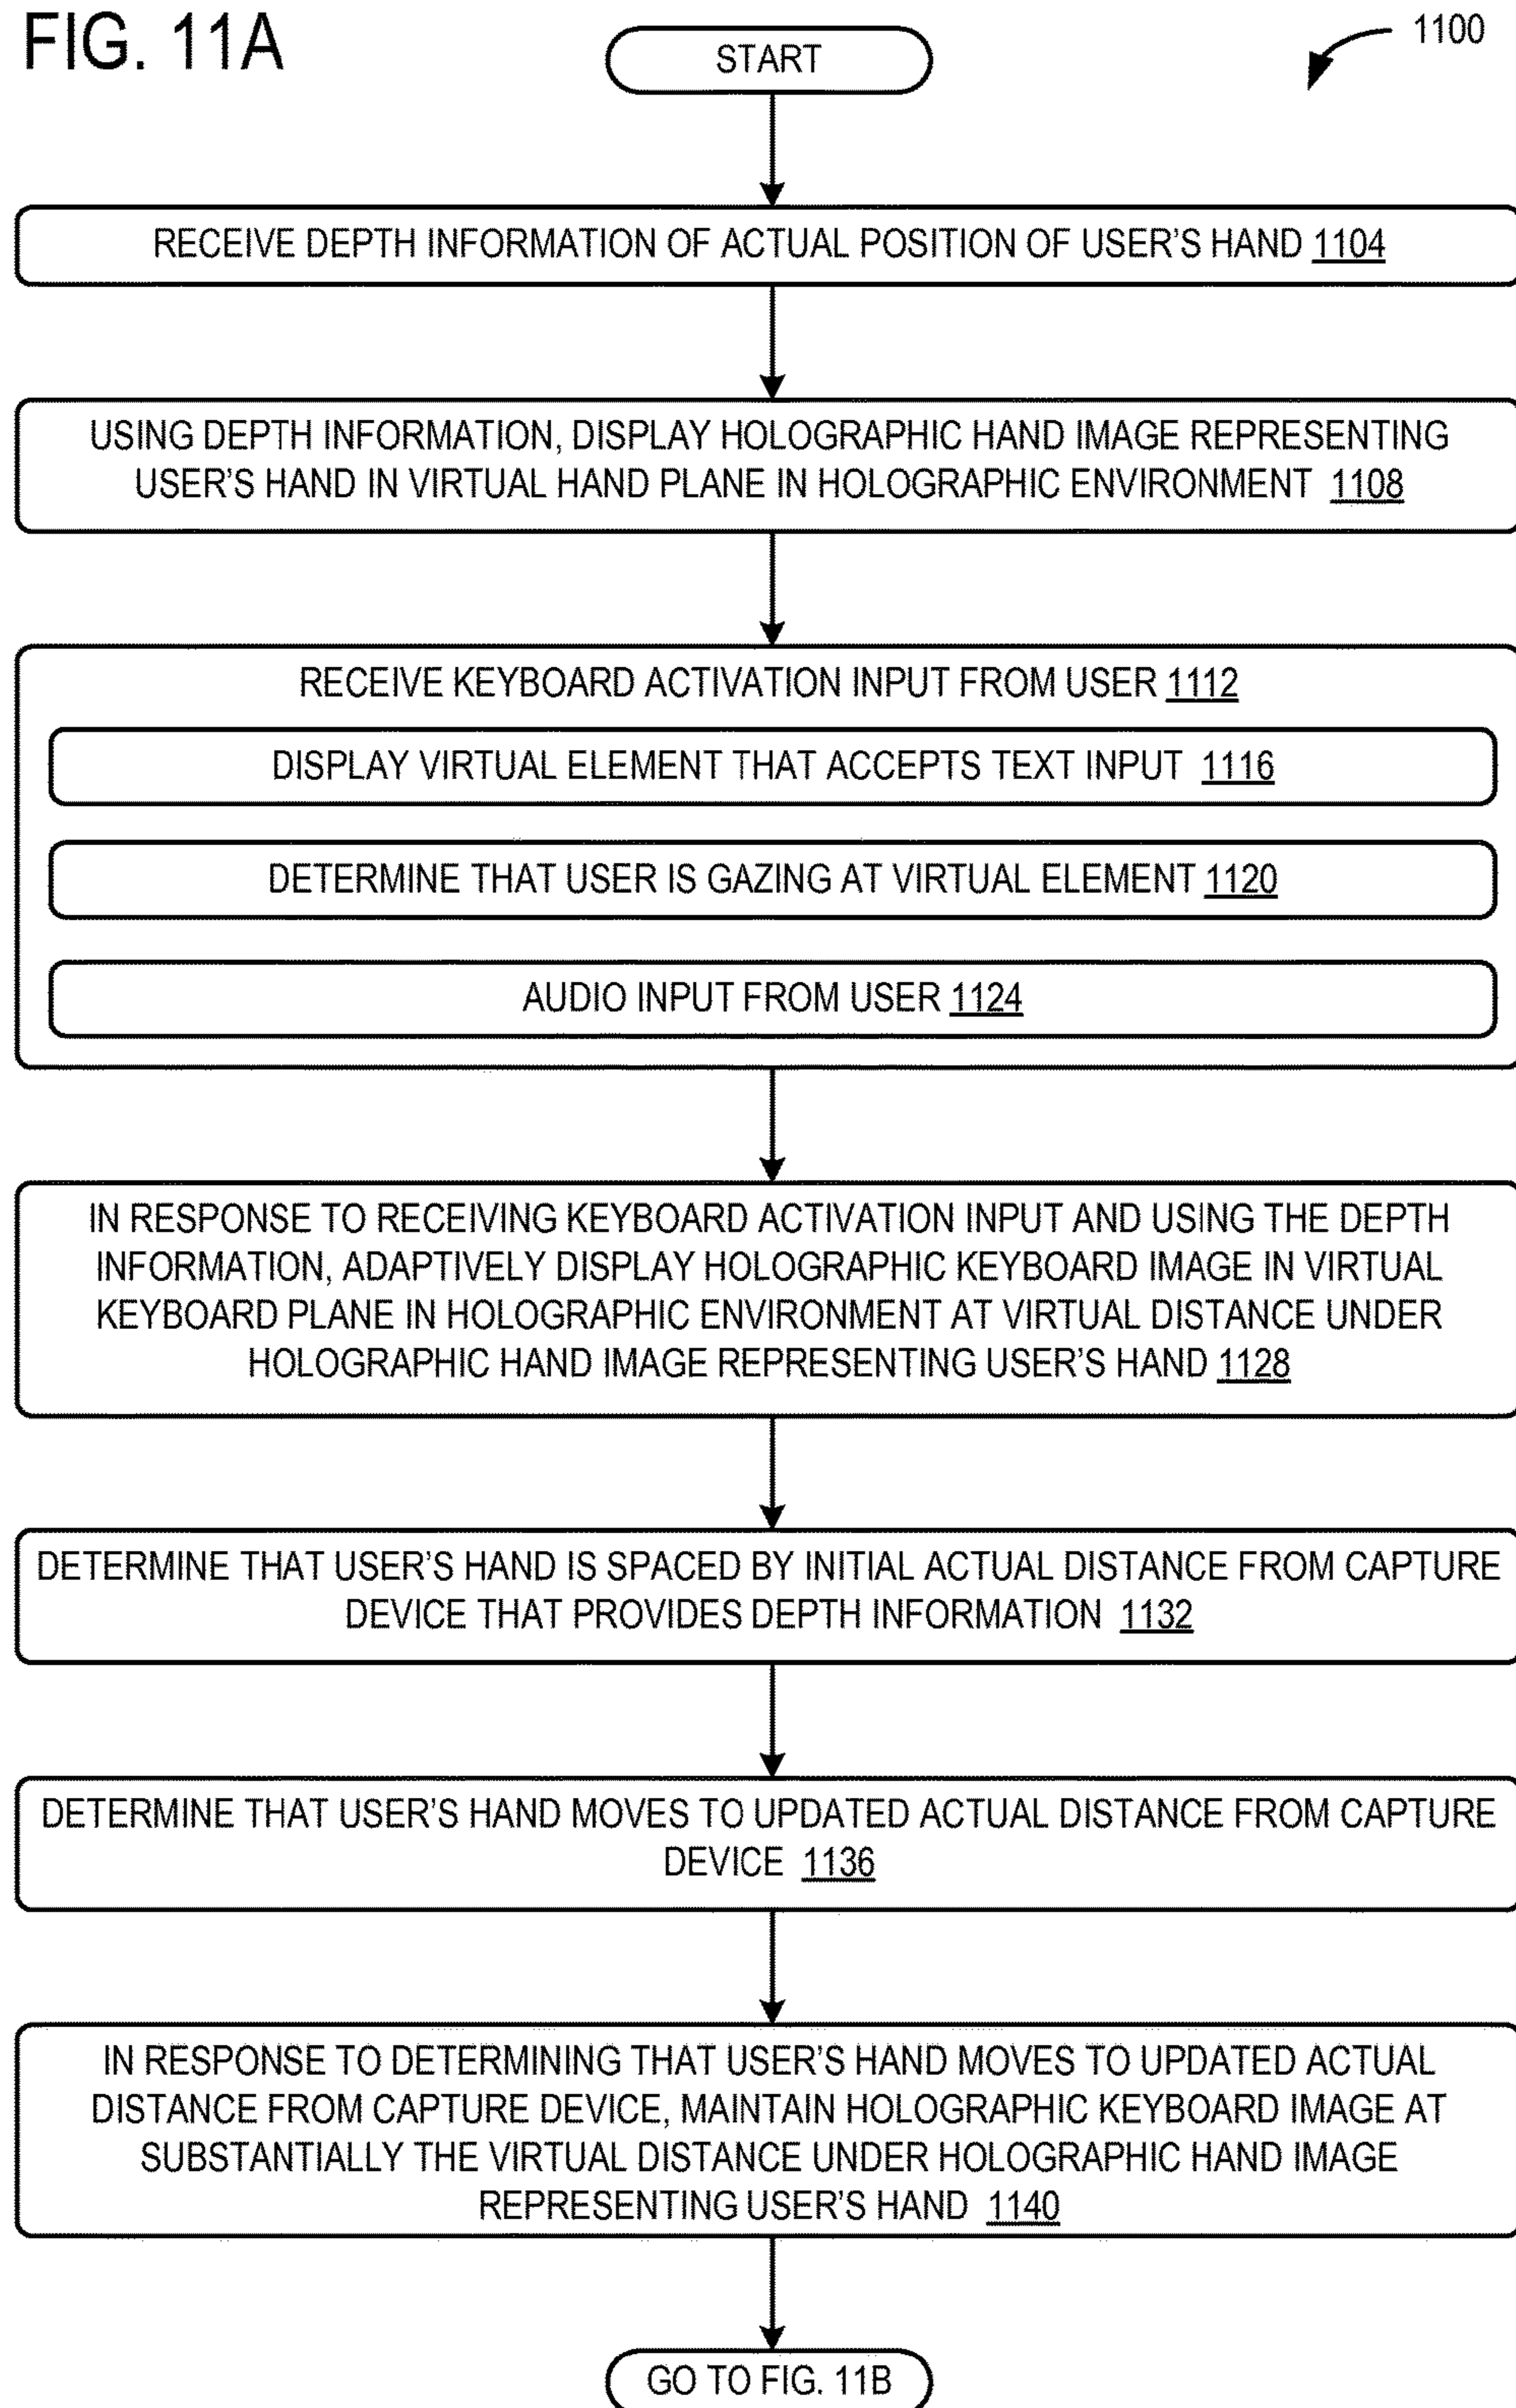 FIG. 11A
1100
START
RECEIVE DEPTH INFORMATION OF ACTUAL POSITION OF USER'S HAND 1104
USING DEPTH INFORMATION, DISPLAY HOLOGRAPHIC HAND IMAGE REPRESENTING
USER'S HAND IN VIRTUAL HAND PLANE IN HOLOGRAPHIC ENVIRONMENT 1108
RECEIVE KEYBOARD ACTIVATION INPUT FROM USER 1112
DISPLAY VIRTUAL ELEMENT THAT ACCEPTS TEXT INPUT 1116
DETERMINE THAT USER IS GAZING AT VIRTUAL ELEMENT 1120
AUDIO INPUT FROM USER 1124
IN RESPONSE TO RECEIVING KEYBOARD ACTIVATION INPUT AND USING THE DEPTH
INFORMATION, ADAPTIVELY DISPLAY HOLOGRAPHIC KEYBOARD IMAGE IN VIRTUAL
KEYBOARD PLANE IN HOLOGRAPHIC ENVIRONMENT AT VIRTUAL DISTANCE UNDER
HOLOGRAPHIC HAND IMAGE REPRESENTING USER'S HAND 1128
DETERMINE THAT USER'S HAND IS SPACED BY INITIAL ACTUAL DISTANCE FROM CAPTURE
DEVICE THAT PROVIDES DEPTH INFORMATION 1132
DETERMINE THAT USER'S HAND MOVES TO UPDATED ACTUAL DISTANCE FROM CAPTURE
DEVICE 1136
IN RESPONSE TO DETERMINING THAT USER'S HAND MOVES TO UPDATED ACTUAL
DISTANCE FROM CAPTURE DEVICE, MAINTAIN HOLOGRAPHIC KEYBOARD IMAGE AT
SUBSTANTIALLY THE VIRTUAL DISTANCE UNDER HOLOGRAPHIC HAND IMAGE
REPRESENTING USER'S HAND 1140
GO TO FIG. 11B